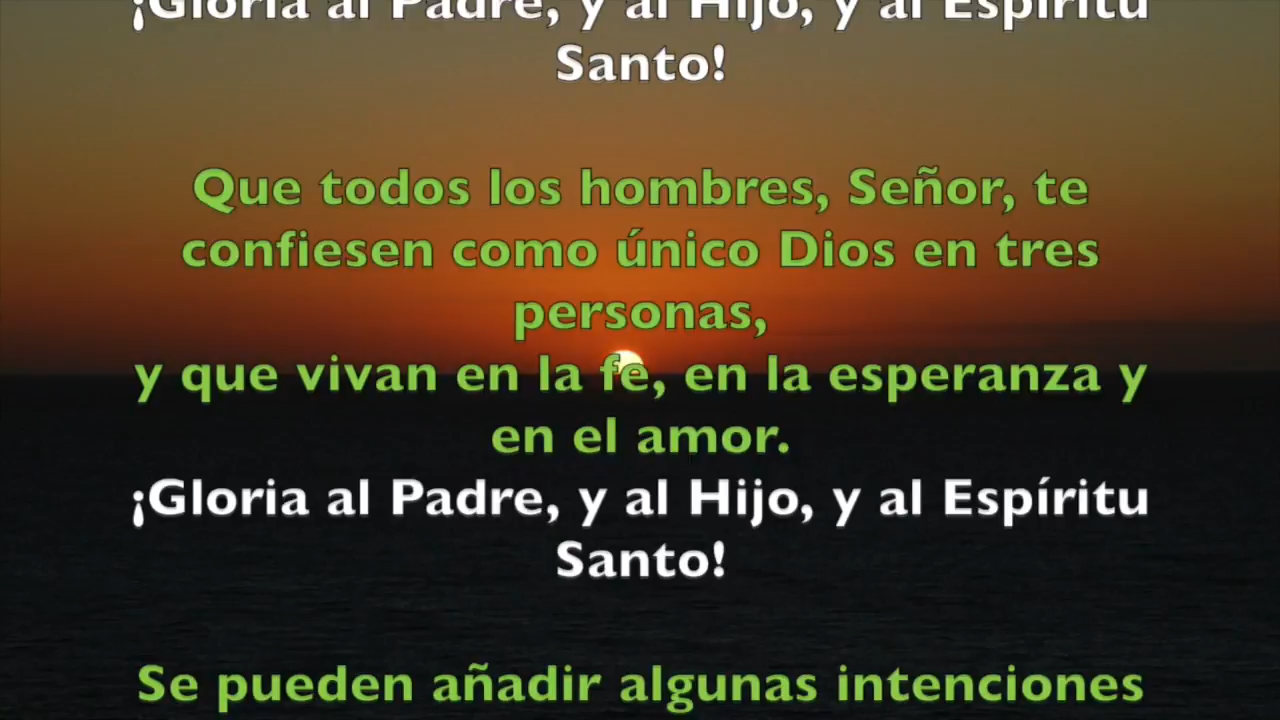 ¡Gloria al Padre, y al Hijo, y al Espíritu
Santo!
Que todos los hombres, Señor, te
confiesen como único Dios en tres
personas,
y que vivan en la fe, en la esperanza y
en el amor.
¡Gloria al Padre, y al Hijo, y al Espíritu
Santo!
Se pueden añadir algunas intenciones